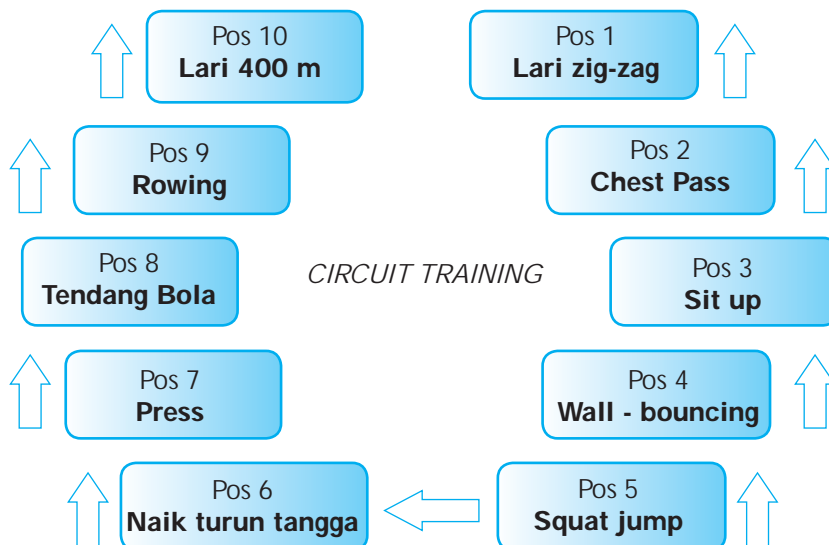 Pos 10
Lari 400 m
Pos 1
Lari zig-zag
Pos 9
Rowing
Pos 2
Chest Pass
Pos 8
Tendang Bola
CIRCUIT TRAINING
Pos 3
Sit up
Pos 7
Press
Pos 4
Wall - bouncing
Pos 6
Naik turun tangga
Pos 5
Squat jump